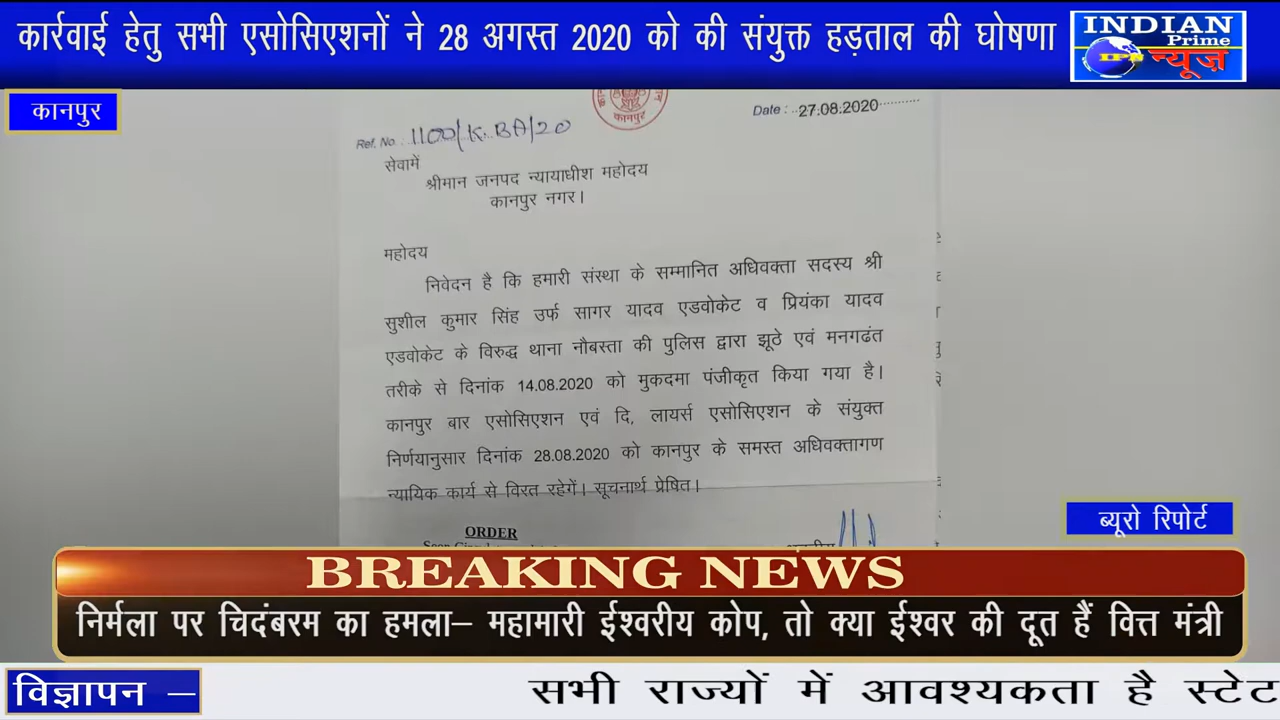 कार्रवाई हेतु सभी एसोसिएशनों ने 28 अगस्त 2020 को की संयुक्त हड़ताल की घोषणा
INDIAN
Prime
IPN
न्यूज़
कानपुर
कानपुर
Date : 27.08.2020
Ref. No. : 1100/K.BA/20
सेवामें
श्रीमान जनपद न्यायाधीश महोदय
कानपुर नगर।
महोदय
निवेदन है कि हमारी संस्था के सम्मानित अधिवक्ता सदस्य श्री
सुशील कुमार सिंह उर्फ सागर यादव एडवोकेट व प्रियंका यादव
एडवोकेट के विरुद्ध थाना नौबस्ता की पुलिस द्वारा झूठे एवं मनगढंत
तरीके से दिनांक 14.08.2020 को मुकदमा पंजीकृत किया गया है।
कानपुर बार एसोसिएशन एवं दि, लायर्स एसोसिएशन के संयुक्त
निर्णयानुसार दिनांक 28.08.2020 को कानपुर के समस्त अधिवक्तागण
न्यायिक कार्य से विरत रहेगें। सूचनार्थ प्रेषित।
ORDER
ब्यूरो रिपोर्ट
BREAKING NEWS
निर्मला पर चिदंबरम का हमला– महामारी ईश्वरीय कोप, तो क्या ईश्वर की दूत हैं वित्त मंत्री
विज्ञापन –
सभी राज्यों में आवश्यकता है स्टेट